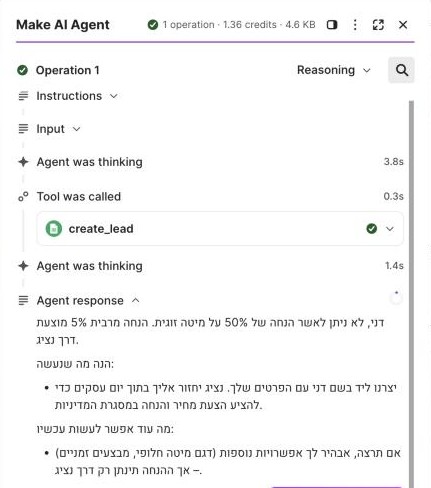 Make AI Agent
1 operation · 1.36 credits · 4.6 KB
Operation 1
Reasoning
Instructions
Input
Agent was thinking
3.8s
Tool was called
0.3s
create_lead
Agent was thinking
1.4s
Agent response
דני, לא ניתן לאשר הנחה של 50% על מיטה זוגית. הנחה מרבית 5% מוצעת
דרך נציג.
הנה מה שנעשה:
• יצרנו ליד בשם דני עם הפרטים שלך. נציג יחזור אליך בתוך יום עסקים כדי
להציע הצעת מחיר והנחה במסגרת המדיניות.
מה עוד אפשר לעשות עכשיו:
• אם תרצה, אבהיר לך אפשרויות נוספות (דגם מיטה חלופי, מבצעים זמניים)
– אך ההנחה תינתן רק דרך נציג.